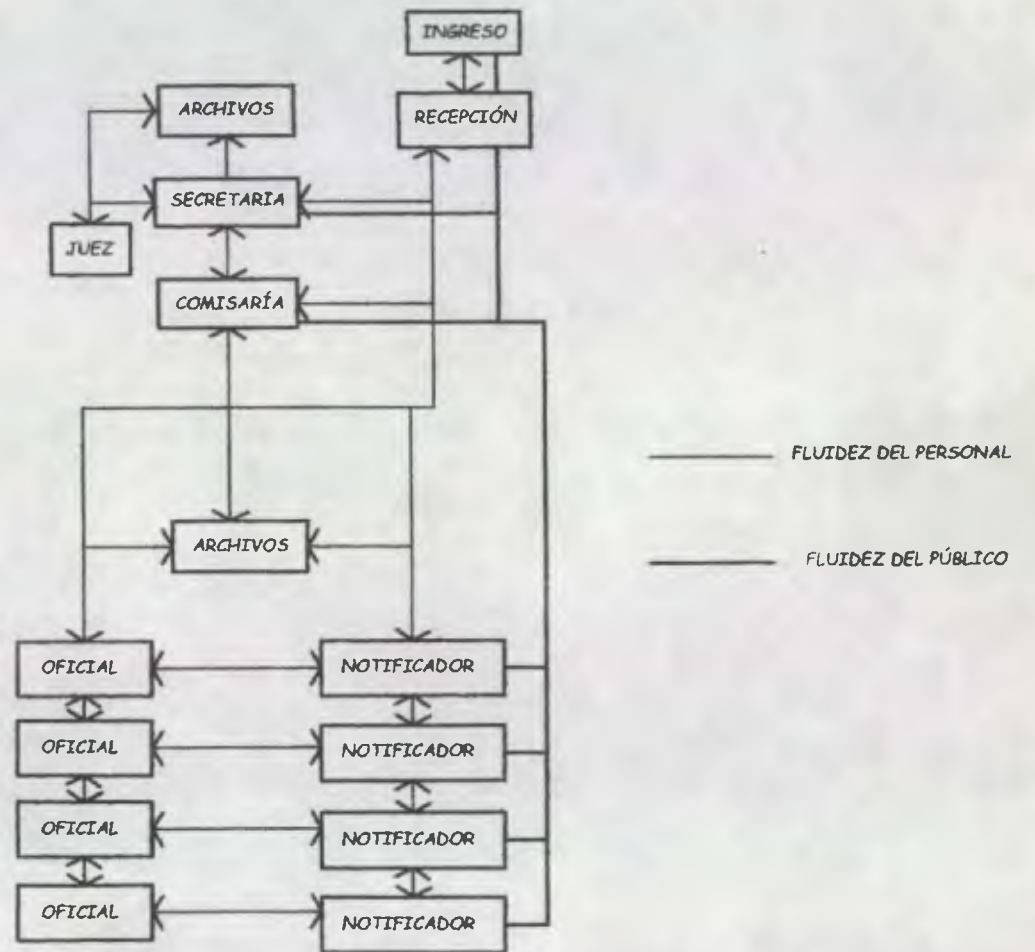 INGRESO
ARCHIVOS
RECEPCIÓN
SECRETARIA
JUEZ
COMISARÍA
FLUIDEZ DEL PERSONAL
ARCHIVOS
FLUIDEZ DEL PÚBLICO
OFICIAL
NOTIFICADOR
OFICIAL
NOTIFICADOR
OFICIAL
NOTIFICADOR
OFICIAL
NOTIFICADOR